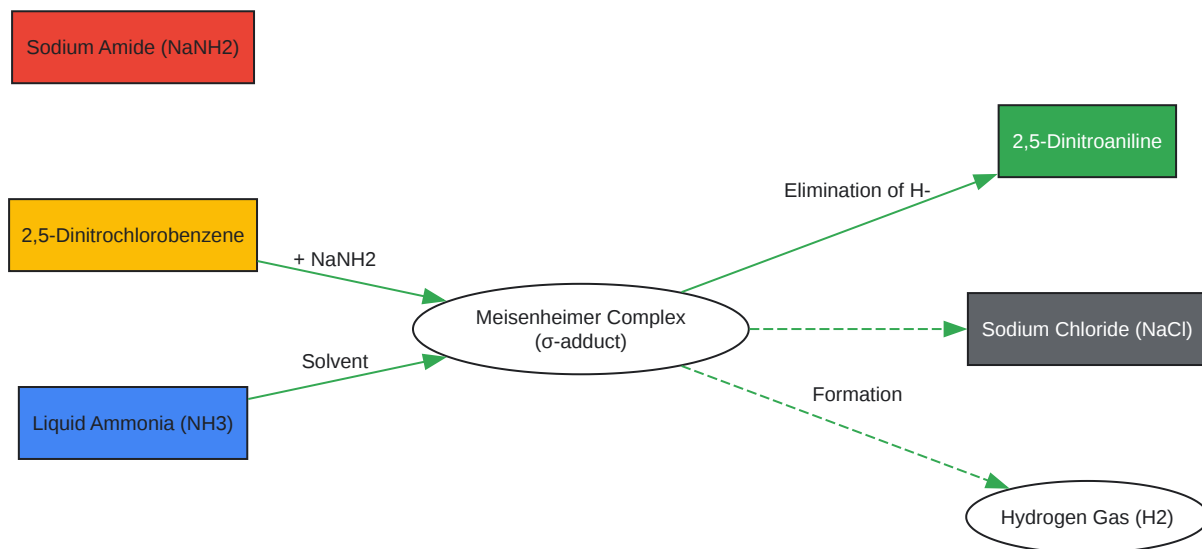 Sodium Amide (NaNH2)
2,5-Dinitrochlorobenzene
Liquid Ammonia (NH3)
+ NaNH2
Solvent
Meisenheimer Complex
(σ-adduct)
Elimination of H-
Formation
2,5-Dinitroaniline
Sodium Chloride (NaCl)
Hydrogen Gas (H2)